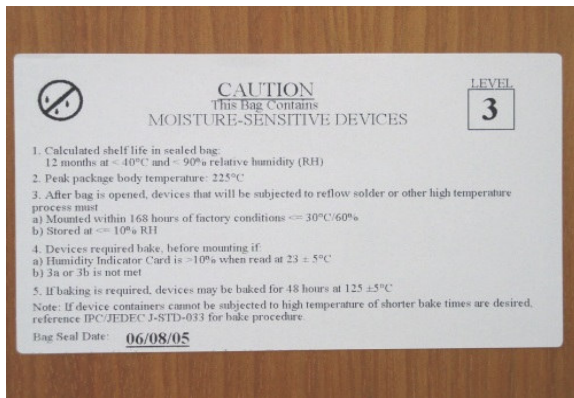 CAUTION
This Bag Contains
MOISTURE-SENSITIVE DEVICES
LEVEL
3
1. Calculated shelf life in sealed bag:
12 months at < 40°C and < 90% relative humidity (RH)
2. Peak package body temperature: 225°C
3. After bag is opened, devices that will be subjected to reflow solder or other high temperature
process must
a) Mounted within 168 hours of factory conditions <= 30°C/60%
b) Stored at <= 10% RH
4. Devices required bake, before mounting if:
a) Humidity Indicator Card is >10% when read at 23 ± 5°C
b) 3a or 3b is not met
5. If baking is required, devices may be baked for 48 hours at 125 ±5°C
Note: If device containers cannot be subjected to high temperature of shorter bake times are desired,
reference IPC/JEDEC J-STD-033 for bake procedure.
Bag Seal Date: 06/08/05